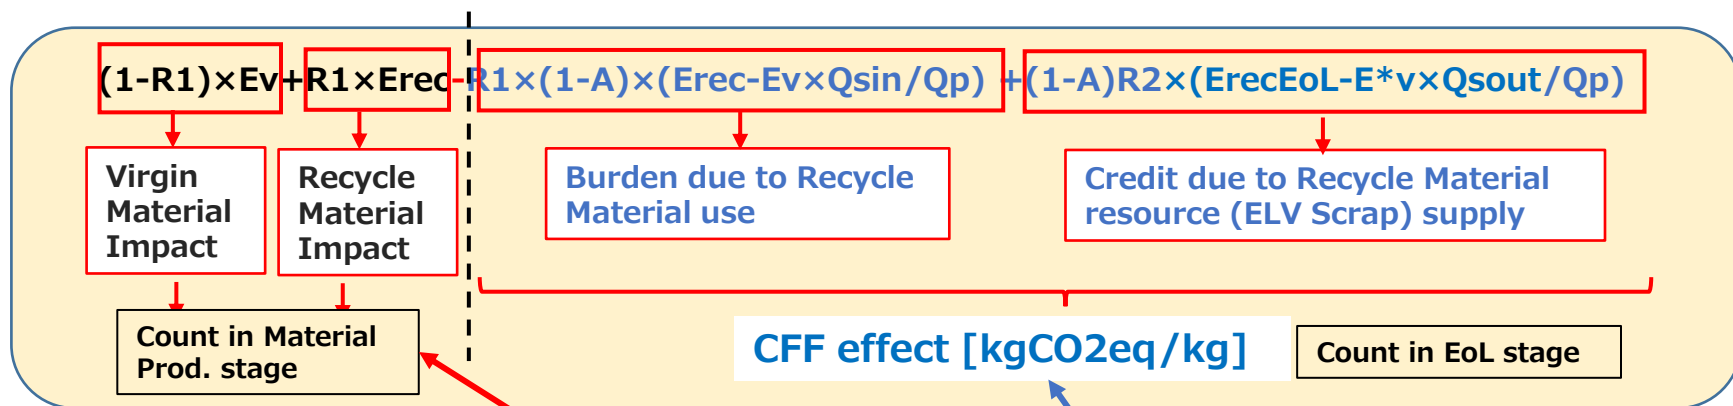 (1-R1)×Ev+R1×Erec-R1×(1-A)×(Erec-Ev×Qsin/Qp) +(1-A)R2×(ErecEoL-E*v×Qsout/Qp)
Virgin
Material
Impact
Recycle
Material
Impact
Burden due to Recycle
Material use
Credit due to Recycle Material
resource (ELV Scrap) supply
Count in Material
Prod. stage
CFF effect [kgCO2eq/kg]
Count in EoL stage